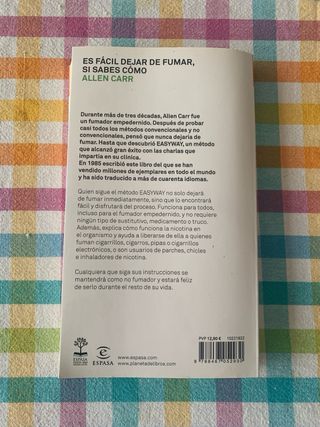 ES FÁCIL DEJAR DE FUMAR,
SI SABES CÓMO
ALLEN CARR
Durante más de tres décadas, Allen Carr fue
un fumador empedernido. Después de probar
casi todos los métodos convencionales y no
convencionales, pensó que nunca dejaría de
fumar. Hasta que descubrió EASYWAY, un método
que alcanzó gran éxito con las charlas que
impartía en su clínica.
En 1985 escribió este libro del que se han
vendido millones de ejemplares en todo el mundo
y ha sido traducido a más de cuarenta idiomas.
Quien sigue el método EASYWAY no solo dejará
de fumar inmediatamente, sino que lo encontrará
fácil y disfrutará del proceso. Funciona para todos,
incluso para el fumador empedernido, y no requiere
ningún tipo de sustitutivo, medicamento o truco.
Además, explica cómo funciona la nicotina en
el organismo y ayuda a liberarse de ella a quienes
fuman cigarrillos, cigarros, pipas o cigarrillos
electrónicos, o son usuarios de parches, chicles
e inhaladores de nicotina.
Cualquiera que siga sus instrucciones se
mantendrá como no fumador y estará feliz
de serlo durante el resto de su vida.
PVP 12,90 € 10231822
ESPASA
ESPASA
www.espasa.com
www.planetadelibros.com